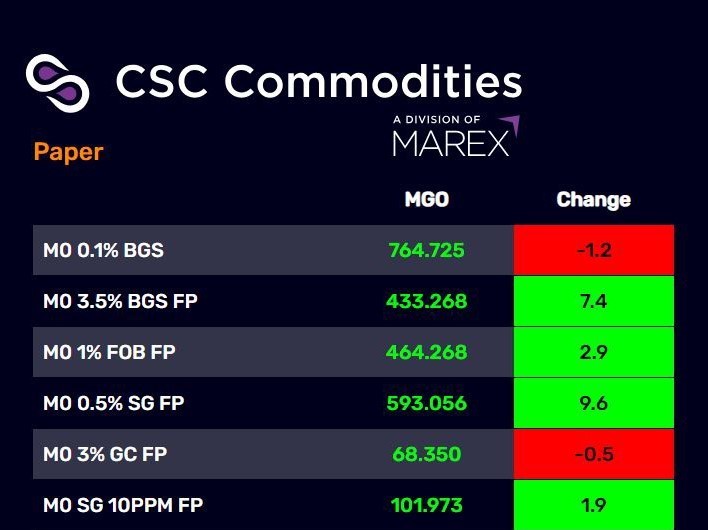 CSC Commodities
A DIVISION OF
MAREX
Paper
MGO Change
M0 0.1% BGS 764.725 -1.2
M0 3.5% BGS FP 433.268 7.4
M0 1% FOB FP 464.268 2.9
M0 0.5% SG FP 593.056 9.6
M0 3% GC FP 68.350 -0.5
M0 SG 10PPM FP 101.973 1.9